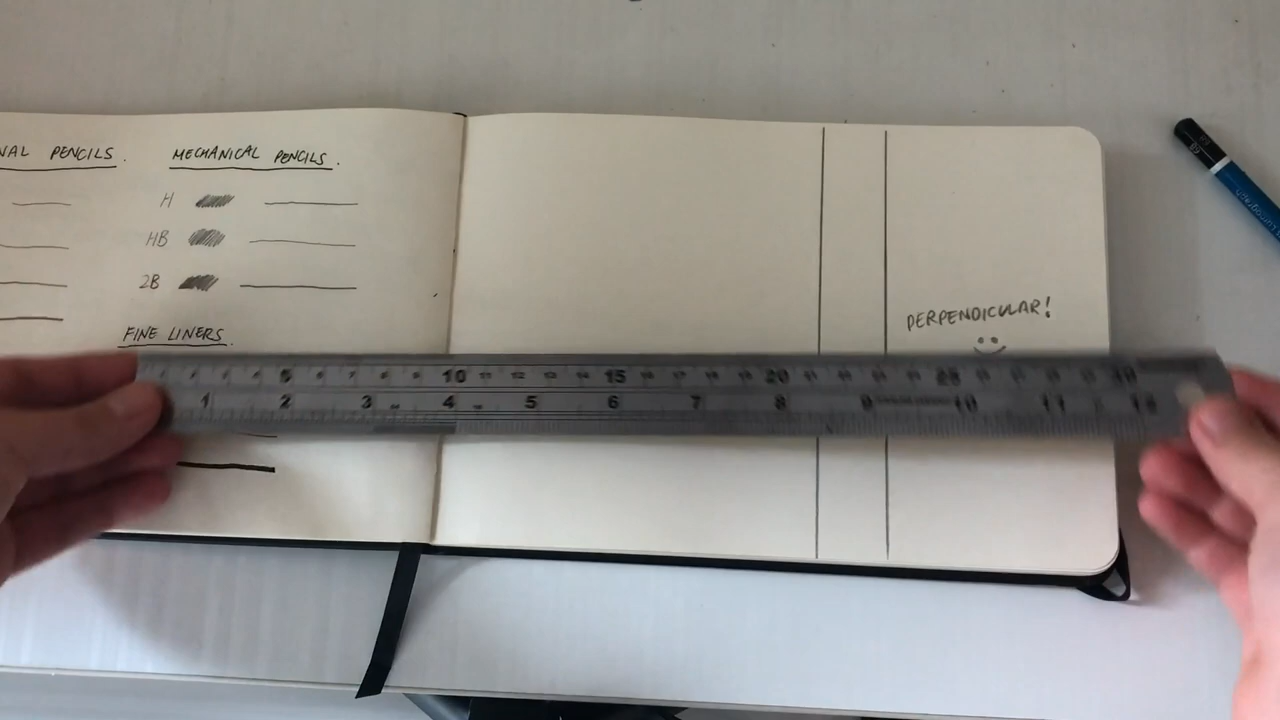 NAL PENCILS.
MECHANICAL PENCILS.
H
HB
2B
FINE LINERS.
PERPENDICULAR!
5 10 15 20 25 30
1 2 3 4 5 6 7 8 9 10 11
Lumograph